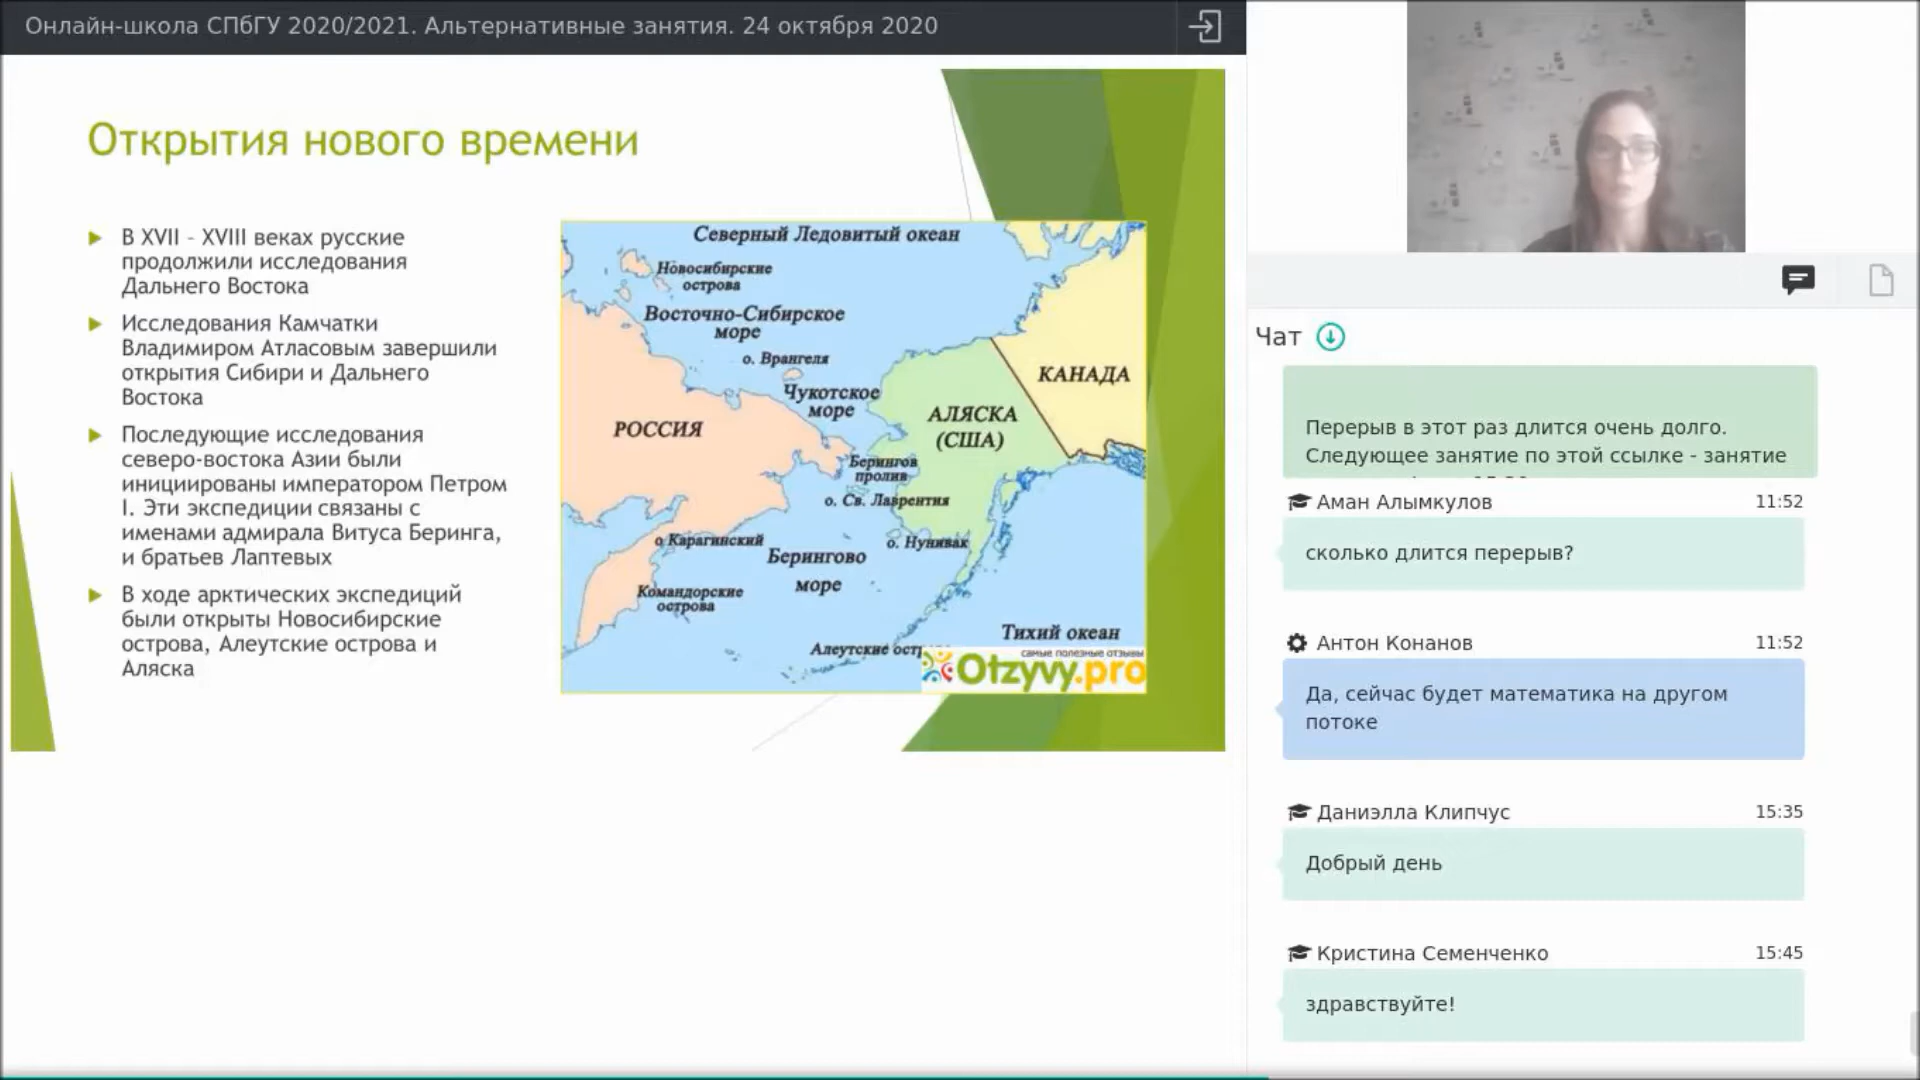 Онлайн-школа СПбГУ 2020/2021. Альтернативные занятия. 24 октября 2020
Открытия нового времени
В XVII – XVIII веках русские
продолжили исследования
Дальнего Востока
Исследования Камчатки
Владимиром Атласовым завершили
открытия Сибири и Дальнего
Востока
Последующие исследования
северо-востока Азии были
инициированы императором Петром
I. Эти экспедиции связаны с
именами адмирала Витуса Беринга,
и братьев Лаптевых
В ходе арктических экспедиций
были открыты Новосибирские
острова, Алеутские острова и
Аляска
Северный Ледовитый океан
Новосибирские
острова
Восточно-Сибирское
море
о. Врангеля
Чукотское
море
КАНАДА
РОССИЯ
АЛЯСКА
(США)
Берингов
пролив
о. Св. Лаврентия
о Карагинский
о. Нунивак
Берингово
море
Командорские
острова
Тихий океан
Алеутские
самые полезные отзывы
Otzyvy.pro
Чат
Перерыв в этот раз длится очень долго.
Следующее занятие по этой ссылке - занятие
Аман Алымкулов 11:52
сколько длится перерыв?
Антон Конанов 11:52
Да, сейчас будет математика на другом
потоке
Даниэлла Клипчус 15:35
Добрый день
Кристина Семенченко 15:45
здравствуйте!